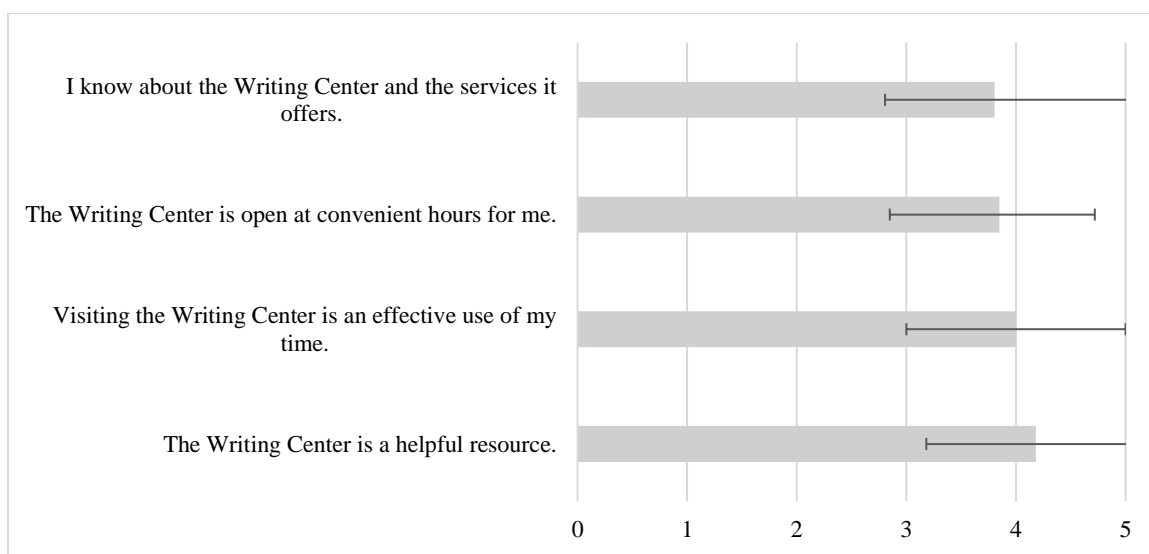 I know about the Writing Center and the services it
offers.
The Writing Center is open at convenient hours for me.
Visiting the Writing Center is an effective use of my
time.
The Writing Center is a helpful resource.
0 1 2 3 4 5